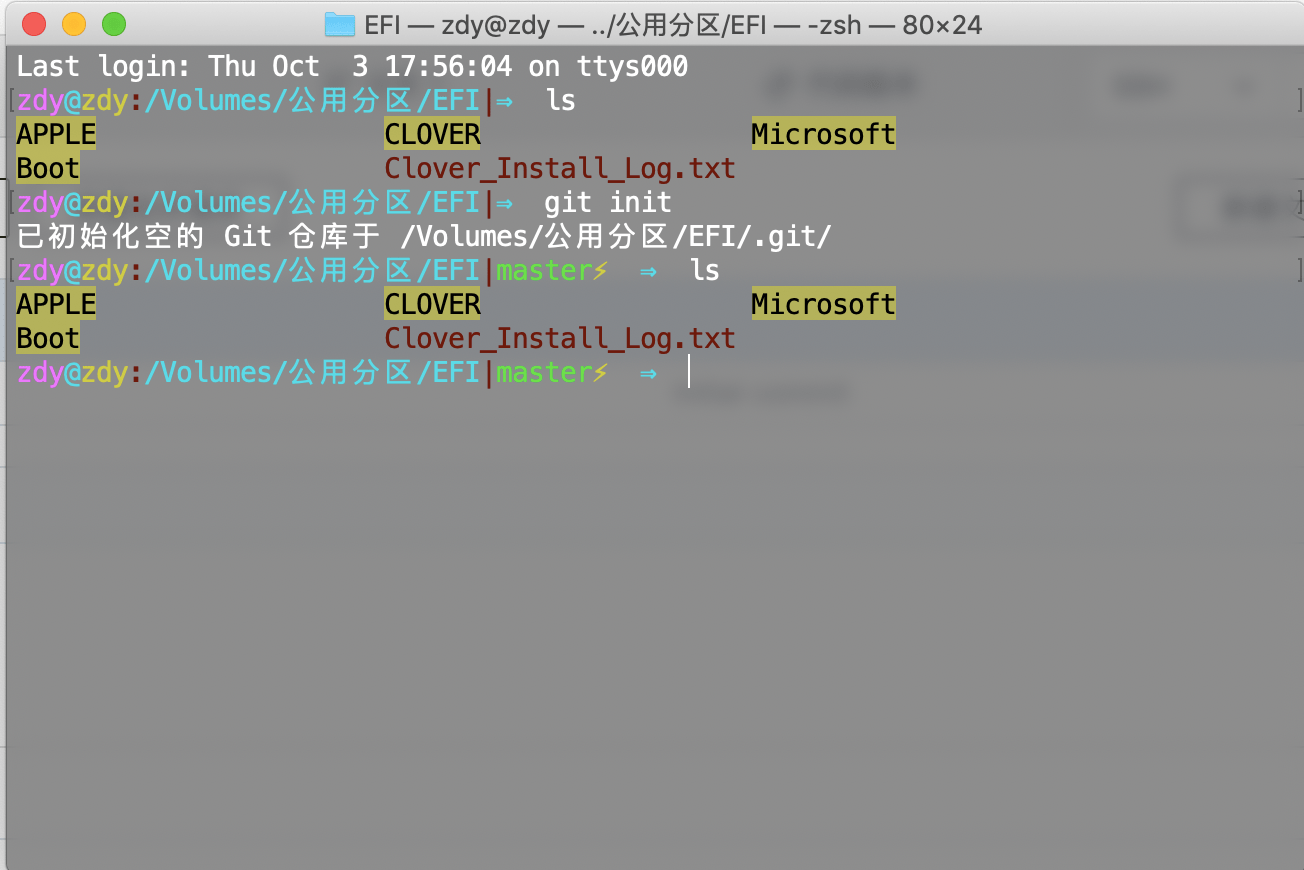 EFI — zdy@zdy — ../公用分区/EFI — -zsh — 80×24
Last login: Thu Oct  3 17:56:04 on ttys000
[zdy@zdy:/Volumes/公用分区/EFI|⇒  ls ]
APPLE CLOVER Microsoft
Boot Clover_Install_Log.txt
[zdy@zdy:/Volumes/公用分区/EFI|⇒  git init ]
已初始化空的 Git 仓库于 /Volumes/公用分区/EFI/.git/
[zdy@zdy:/Volumes/公用分区/EFI|master⚡  ⇒  ls ]
APPLE CLOVER Microsoft
Boot Clover_Install_Log.txt
zdy@zdy:/Volumes/公用分区/EFI|master⚡  ⇒